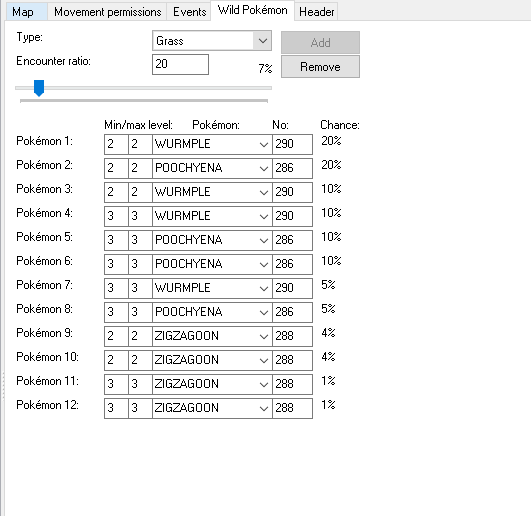 Map Movement permissions Events Wild Pokémon Header
Type: Grass Add
Encounter ratio: 20 7% Remove
Min/max level: Pokémon: No: Chance:
Pokémon 1: 2 2 WURMPLE 290 20%
Pokémon 2: 2 2 POOCHYENA 286 20%
Pokémon 3: 2 2 WURMPLE 290 10%
Pokémon 4: 3 3 WURMPLE 290 10%
Pokémon 5: 3 3 POOCHYENA 286 10%
Pokémon 6: 3 3 POOCHYENA 286 10%
Pokémon 7: 3 3 WURMPLE 290 5%
Pokémon 8: 3 3 POOCHYENA 286 5%
Pokémon 9: 2 2 ZIGZAGOON 288 4%
Pokémon 10: 2 2 ZIGZAGOON 288 4%
Pokémon 11: 3 3 ZIGZAGOON 288 1%
Pokémon 12: 3 3 ZIGZAGOON 288 1%